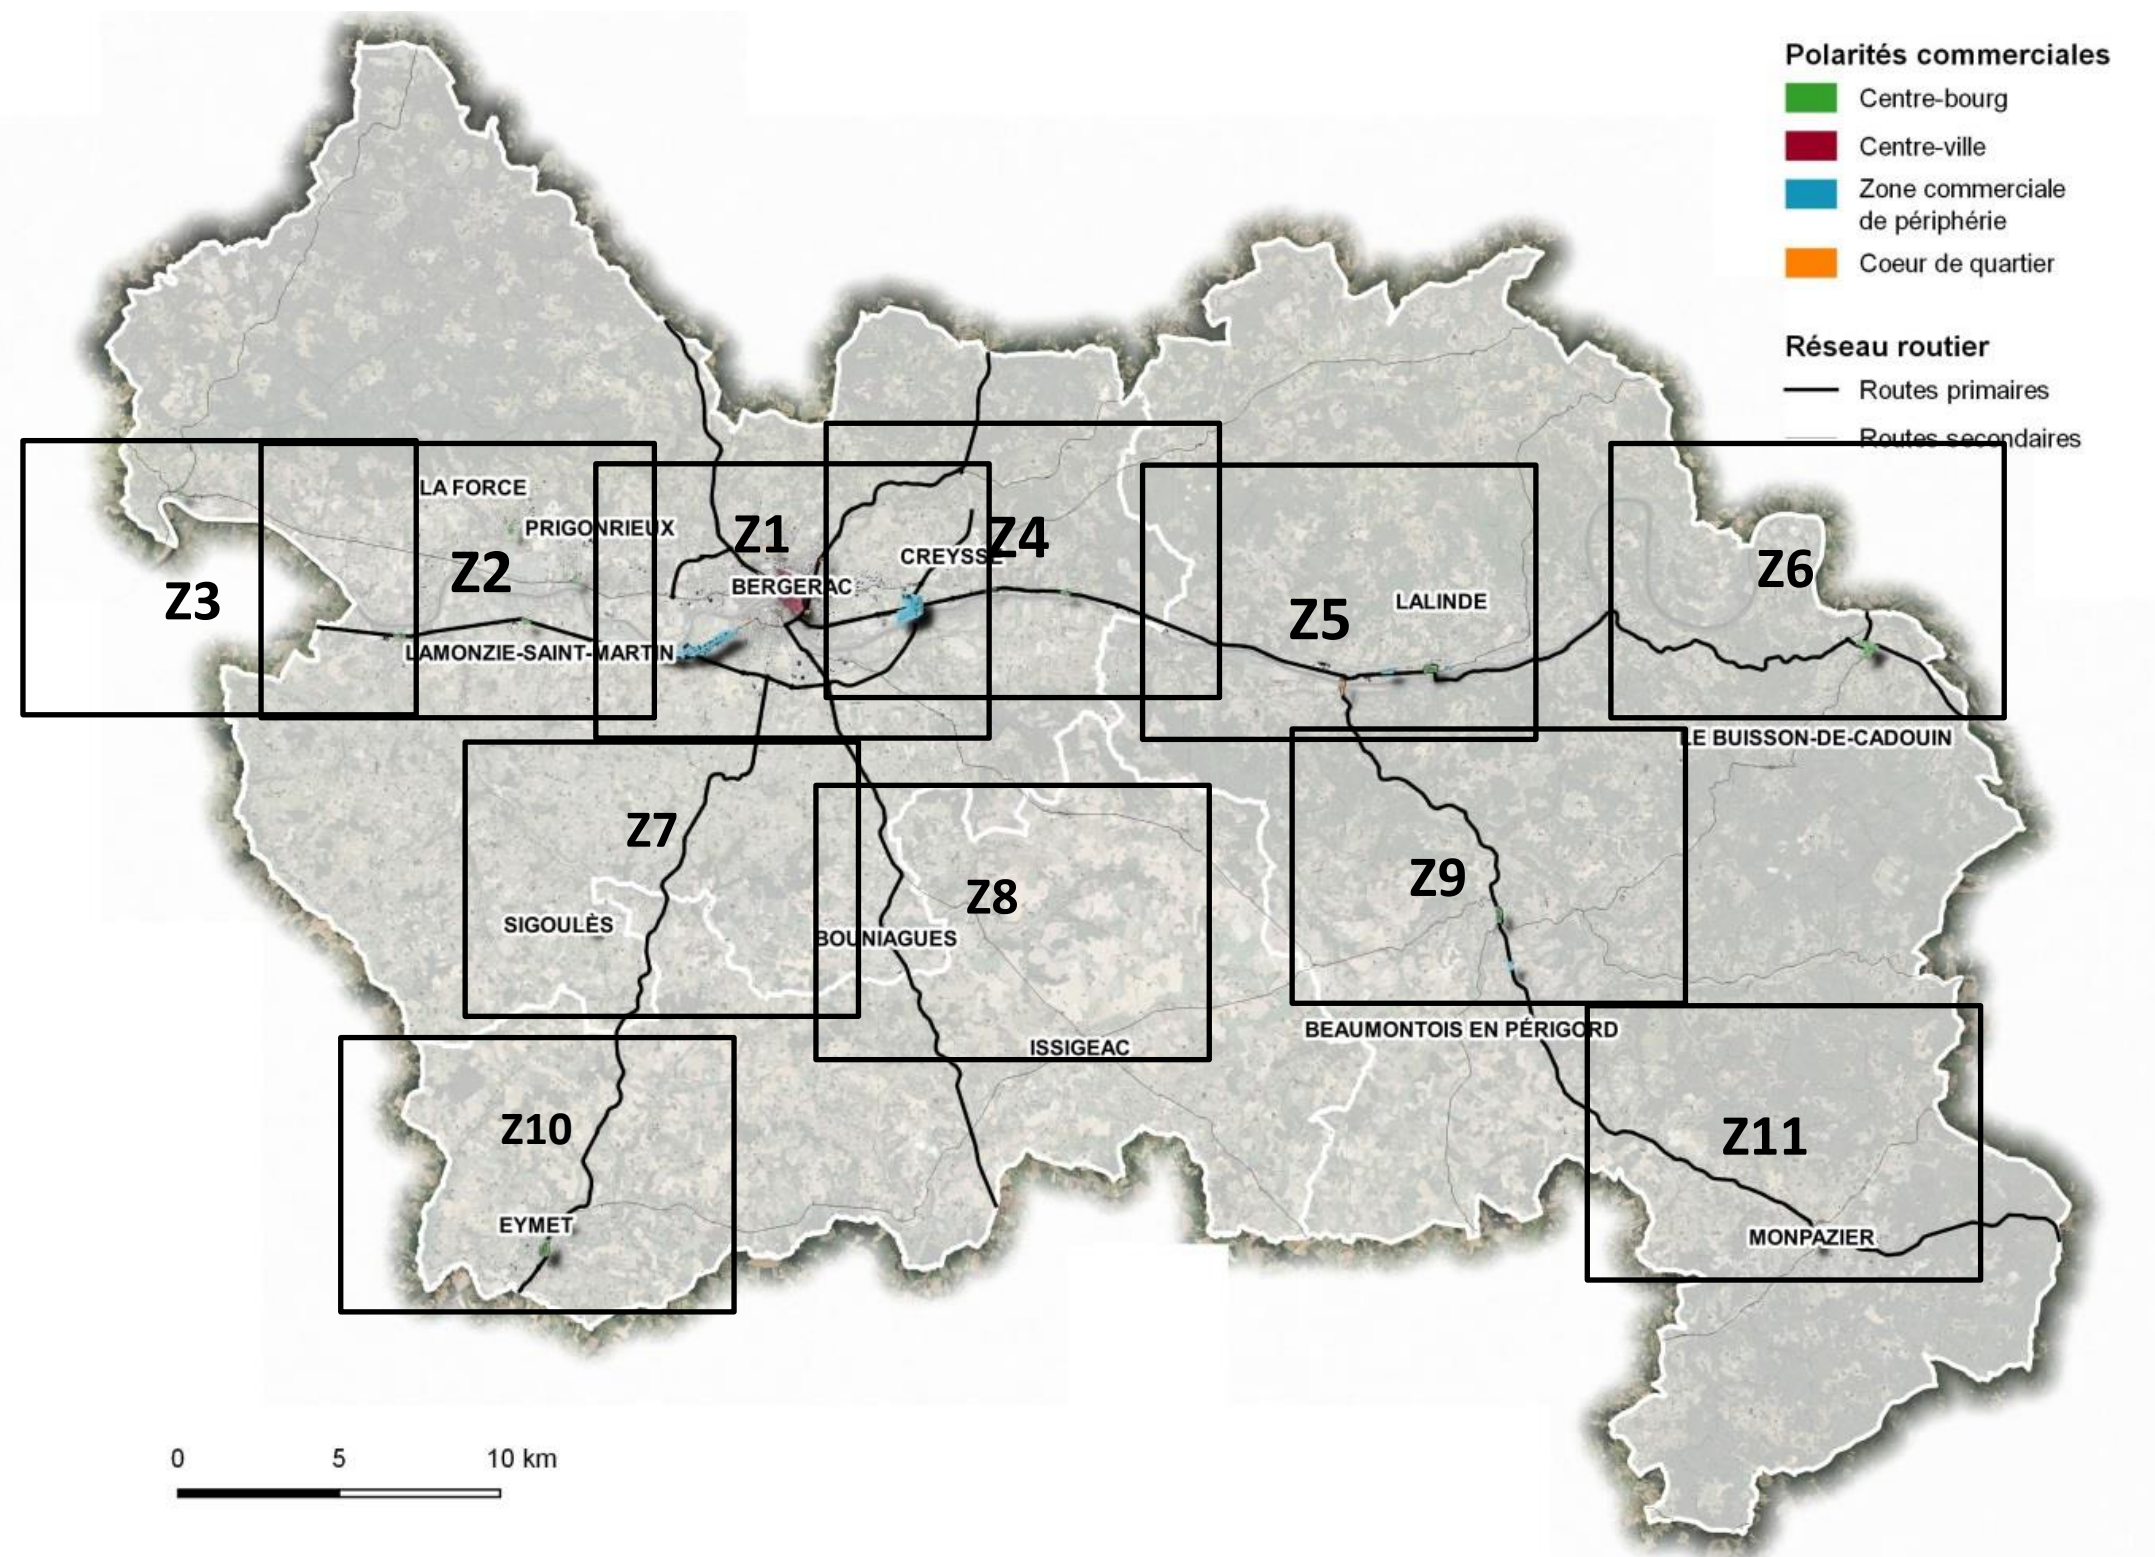 Polarités commerciales
Centre-bourg
Centre-ville
Zone commerciale
de périphérie
Coeur de quartier
Réseau routier
Routes primaires
Routes secondaires
LA FORCE
PRIGONRIEUX
Z1
Z4
CREYSSE
Z2
Z6
BERGERAC
Z3
LALINDE
Z5
LAMONZIE-SAINT-MARTIN
LE BUISSON-DE-CADOUIN
Z7
Z9
Z8
SIGOULÈS
BOUNIAGUES
BEAUMONTOIS EN PÉRIGORD
ISSIGEAC
Z10
Z11
EYMET
MONPAZIER
0 5 10 km